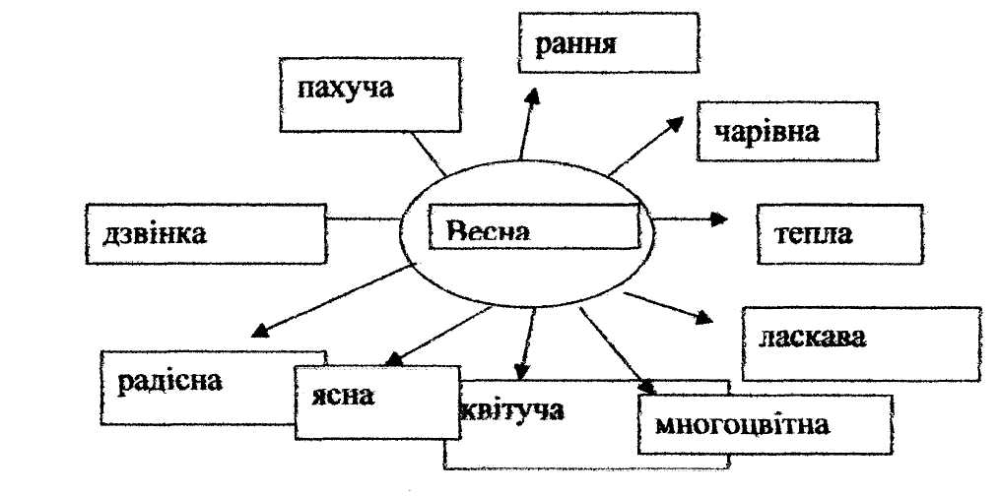 рання
пахуча
чарівна
дзвінка
Весна
тепла
ласкава
радісна
ясна
квітуча
многоцвітна